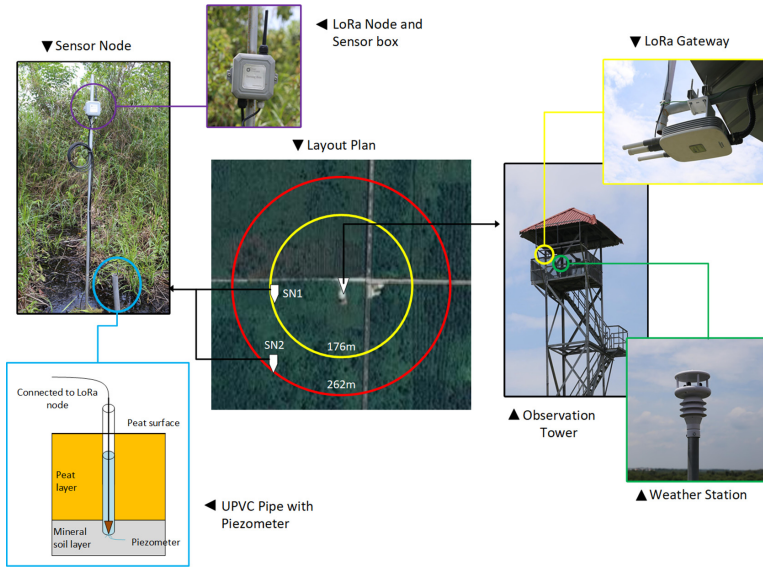 ◀ LoRa Node and
Sensor box
▼ Sensor Node
▼ LoRa Gateway
▼ Layout Plan
SN1
SN2
176m
262m
Connected to LoRa
node
Peat surface
Peat
layer
Mineral
soil layer
Piezometer
◀ UPVC Pipe with
Piezometer
▲ Observation
Tower
▲ Weather Station